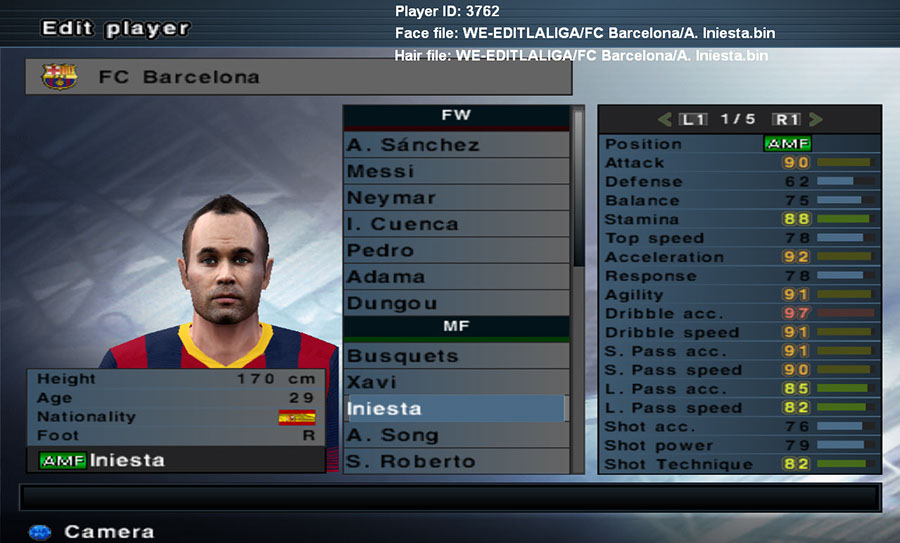 Edit player
Player ID: 3762
Face file: WE-EDITLALIGA/FC Barcelona/A. Iniesta.bin
Hair file: WE-EDITLALIGA/FC Barcelona/A. Iniesta.bin
FC Barcelona
FW
A. Sánchez
Messi
Neymar
I. Cuenca
Pedro
Adama
Dungou
MF
Busquets
Xavi
Iniesta
A. Song
S. Roberto
L1 1/5 R1
Position AMF
Attack 90
Defense 62
Balance 75
Stamina 88
Top speed 78
Acceleration 92
Response 78
Agility 91
Dribble acc. 97
Dribble speed 91
S. Pass acc. 91
S. Pass speed 90
L. Pass acc. 85
L. Pass speed 82
Shot acc. 76
Shot power 79
Shot Technique 82
Height 170 cm
Age 29
Nationality
Foot R
AMF Iniesta
Camera